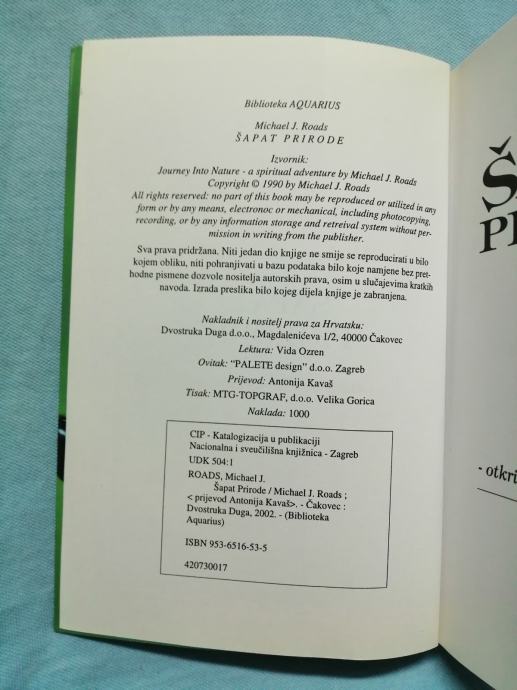 Biblioteka AQUARIUS
Michael J. Roads
ŠAPAT PRIRODE
Izvornik:
Journey Into Nature - a spiritual adventure by Michael J. Roads
Copyright © 1990 by Michael J. Roads
All rights reserved: no part of this book may be reproduced or utilized in any
form or by any means, electronoc or mechanical, including photocopying,
recording, or by any information storage and retreival system without per-
mission in writing from the publisher.
Sva prava pridržana. Niti jedan dio knjige ne smije se reproducirati u bilo
kojem obliku, niti pohranjivati u bazu podataka bilo koje namjene bez pret-
hodne pismene dozvole nositelja autorskih prava, osim u slučajevima kratkih
navoda. Izrada preslika bilo kojeg dijela knjige je zabranjena.
Nakladnik i nositelj prava za Hrvatsku:
Dvostruka Duga d.o.o., Magdalenićeva 1/2, 40000 Čakovec
Lektura: Vida Ozren
Ovitak: "PALETE design" d.o.o. Zagreb
Prijevod: Antonija Kavaš
Tisak: MTG-TOPGRAF, d.o.o. Velika Gorica
Naklada: 1000
CIP - Katalogizacija u publikaciji
Nacionalna i sveučilišna knjižnica - Zagreb
UDK 504:1
ROADS, Michael J.
Šapat Prirode / Michael J. Roads ;
< prijevod Antonija Kavaš>. - Čakovec :
Dvostruka Duga, 2002. - (Biblioteka
Aquarius)
ISBN 953-6516-53-5
420730017
- otkri